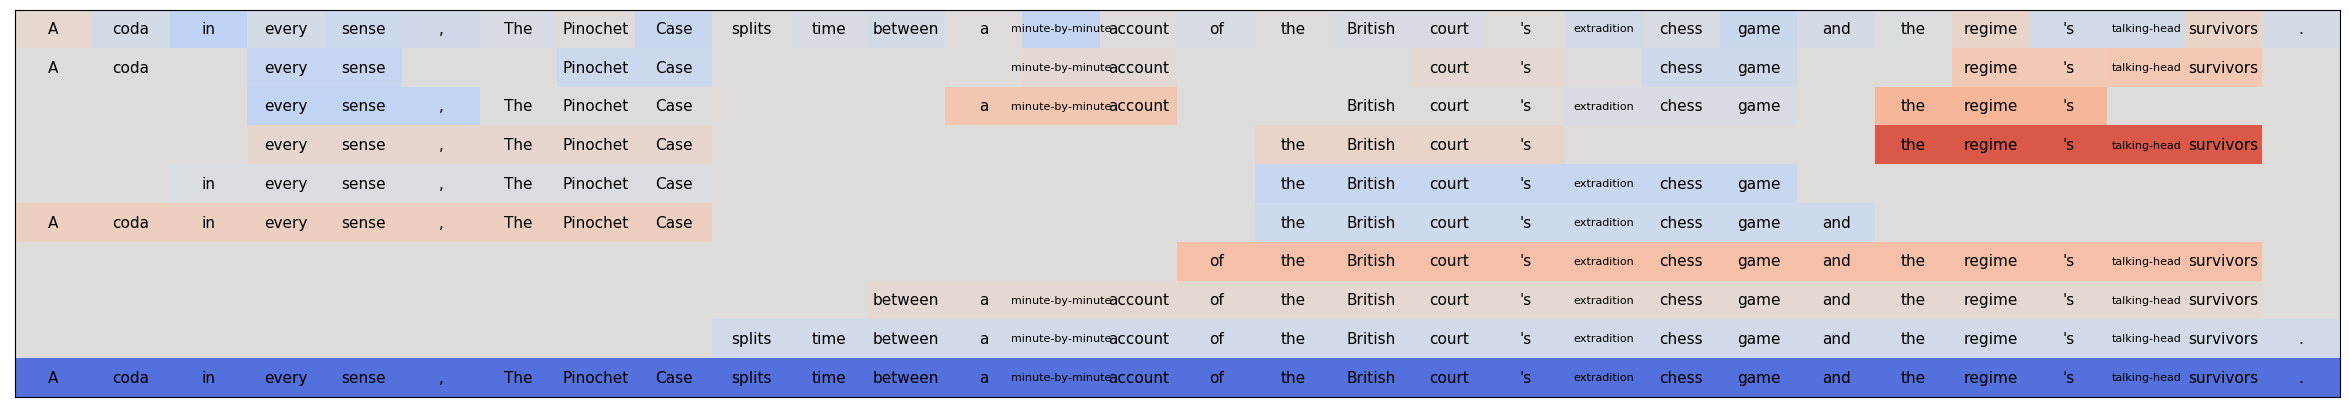 A coda in every sense , The Pinochet Case splits time between a minute-by-minute account of the British court 's extradition chess game and the regime 's talking-head survivors .
A coda every sense Pinochet Case minute-by-minute account court 's chess game regime 's talking-head survivors
every sense , The Pinochet Case a minute-by-minute account British court 's extradition chess game the regime 's
every sense , The Pinochet Case the British court 's the regime 's talking-head survivors
in every sense , The Pinochet Case the British court 's extradition chess game
A coda in every sense , The Pinochet Case the British court 's extradition chess game and
of the British court 's extradition chess game and the regime 's talking-head survivors
between a minute-by-minute account of the British court 's extradition chess game and the regime 's talking-head survivors
splits time between a minute-by-minute account of the British court 's extradition chess game and the regime 's talking-head survivors .
A coda in every sense , The Pinochet Case splits time between a minute-by-minute account of the British court 's extradition chess game and the regime 's talking-head survivors .